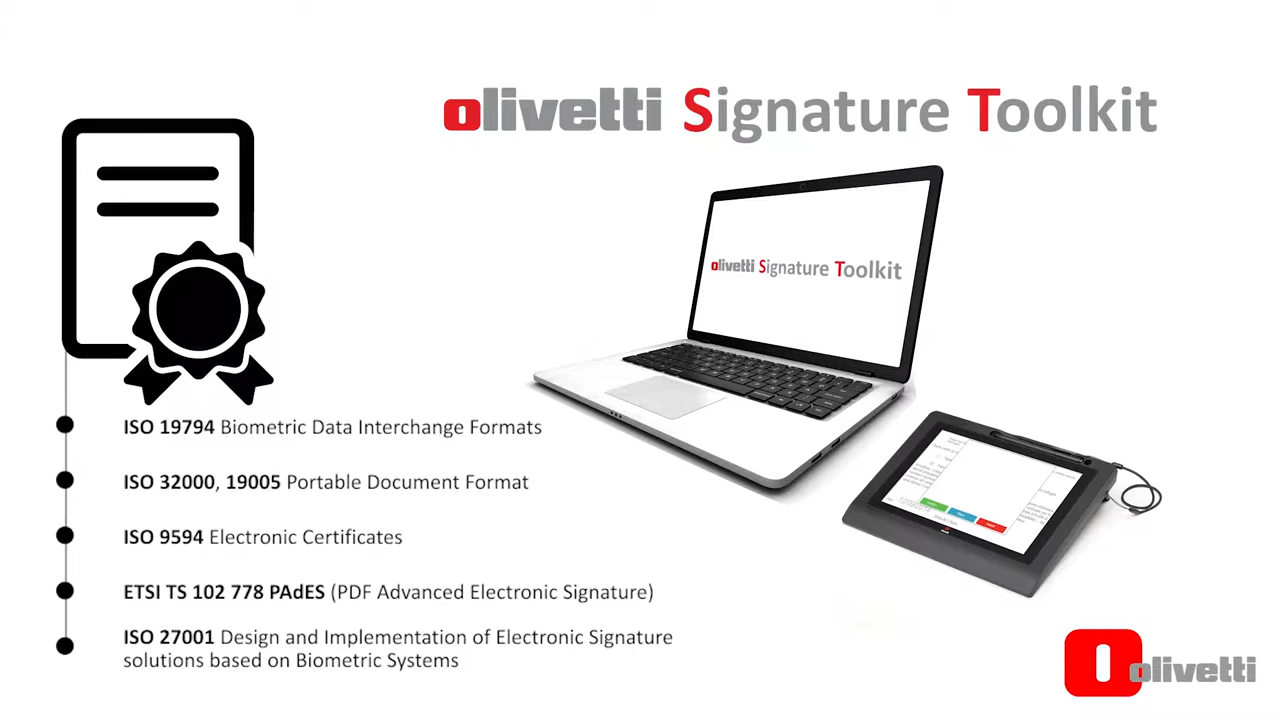 olivetti Signature Toolkit
olivetti Signature Toolkit
ISO 19794 Biometric Data Interchange Formats
ISO 32000, 19005 Portable Document Format
ISO 9594 Electronic Certificates
ETSI TS 102 778 PAdES (PDF Advanced Electronic Signature)
ISO 27001 Design and Implementation of Electronic Signature
solutions based on Biometric Systems
olivetti